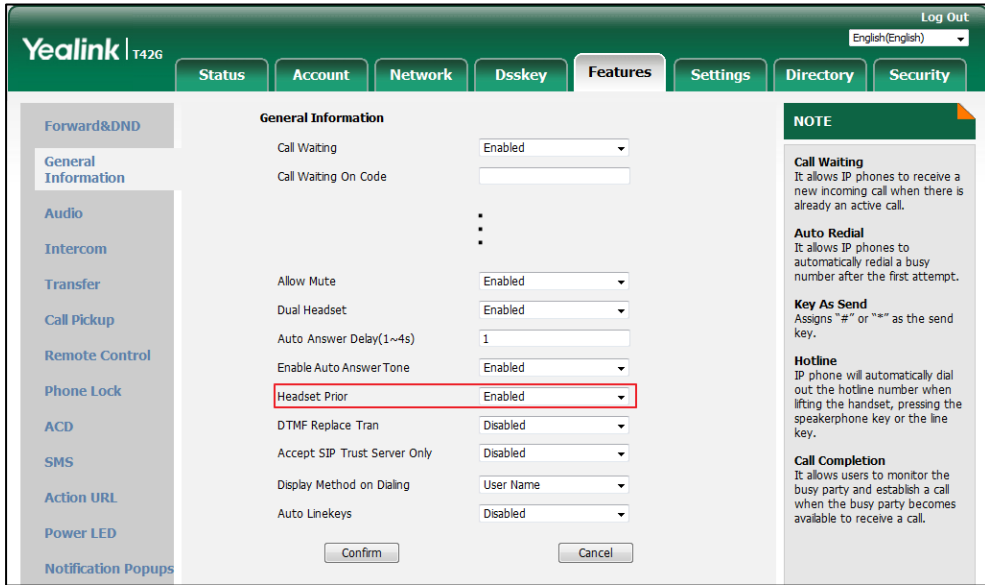 Log Out
English(English)
Yealink T42G
Status Account Network Dsskey Features Settings Directory Security
Forward&DND
General
Information
Audio
Intercom
Transfer
Call Pickup
Remote Control
Phone Lock
ACD
SMS
Action URL
Power LED
Notification Popups
General Information
Call Waiting Enabled
Call Waiting On Code
Allow Mute Enabled
Dual Headset Enabled
Auto Answer Delay(1~4s) 1
Enable Auto Answer Tone Enabled
Headset Prior Enabled
DTMF Replace Tran Disabled
Accept SIP Trust Server Only Disabled
Display Method on Dialing User Name
Auto Linekeys Disabled
Confirm Cancel
NOTE
Call Waiting
It allows IP phones to receive a
new incoming call when there is
already an active call.
Auto Redial
It allows IP phones to
automatically redial a busy
number after the first attempt.
Key As Send
Assigns "#" or "*" as the send
key.
Hotline
IP phone will automatically dial
out the hotline number when
lifting the handset, pressing the
speakerphone key or the line
key.
Call Completion
It allows users to monitor the
busy party and establish a call
when the busy party becomes
available to receive a call.